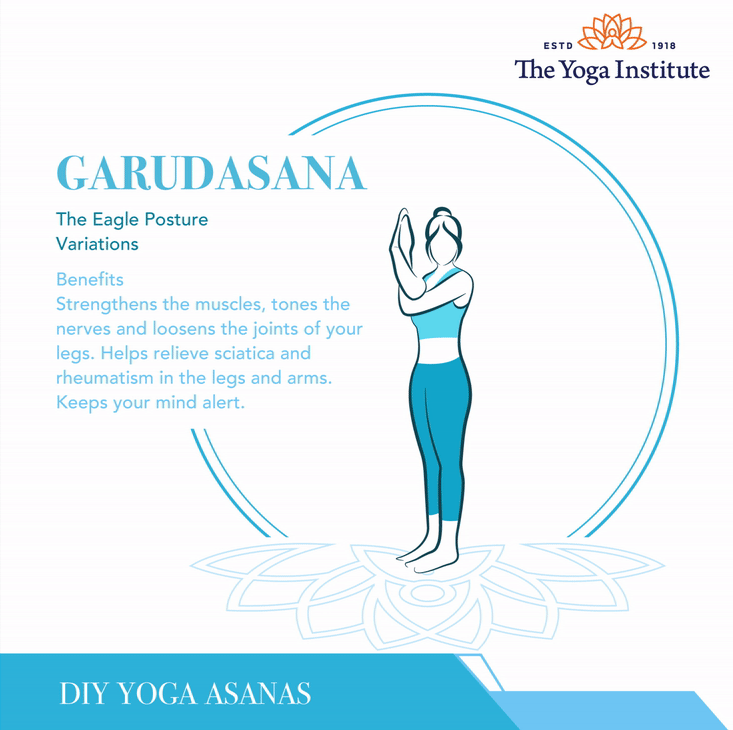 ESTD 1918
The Yoga Institute
GARUDASANA
The Eagle Posture
Variations
Benefits
Strengthens the muscles, tones the
nerves and loosens the joints of your
legs. Helps relieve sciatica and
rheumatism in the legs and arms.
Keeps your mind alert.
DIY YOGA ASANAS